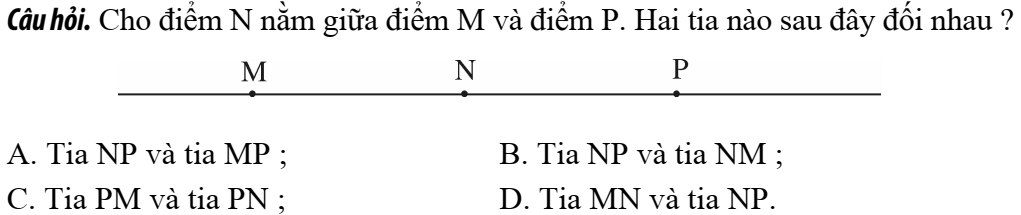 Câu hỏi. Cho điểm N nằm giữa điểm M và điểm P. Hai tia nào sau đây đối nhau ?
M N P
A. Tia NP và tia MP ; B. Tia NP và tia NM ;
C. Tia PM và tia PN ; D. Tia MN và tia NP.